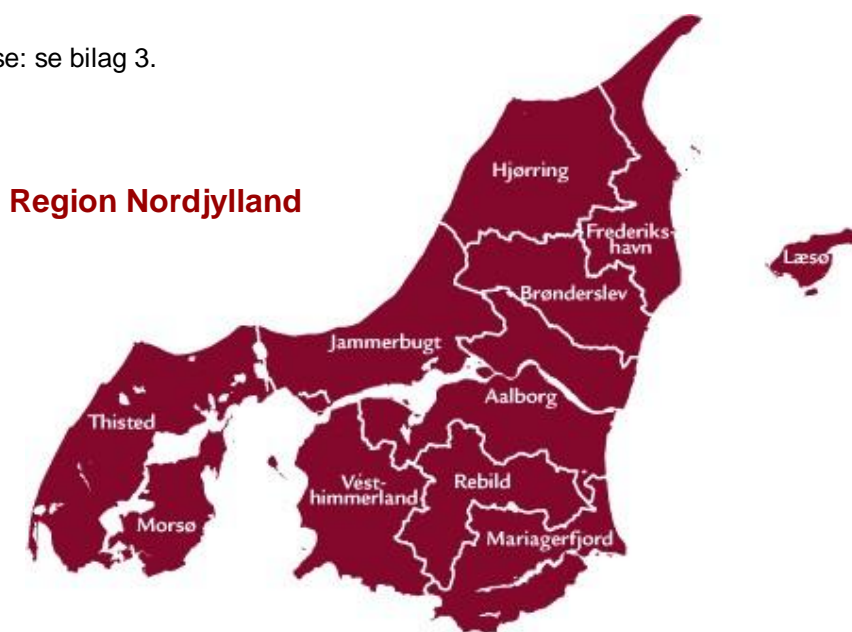 se: se bilag 3.
Region Nordjylland
Hjørring
Frederiks-
havn
Læsø
Brønderslev
Jammerbugt
Aalborg
Thisted
Vest-
himmerland
Rebild
Morsø
Mariagerfjord